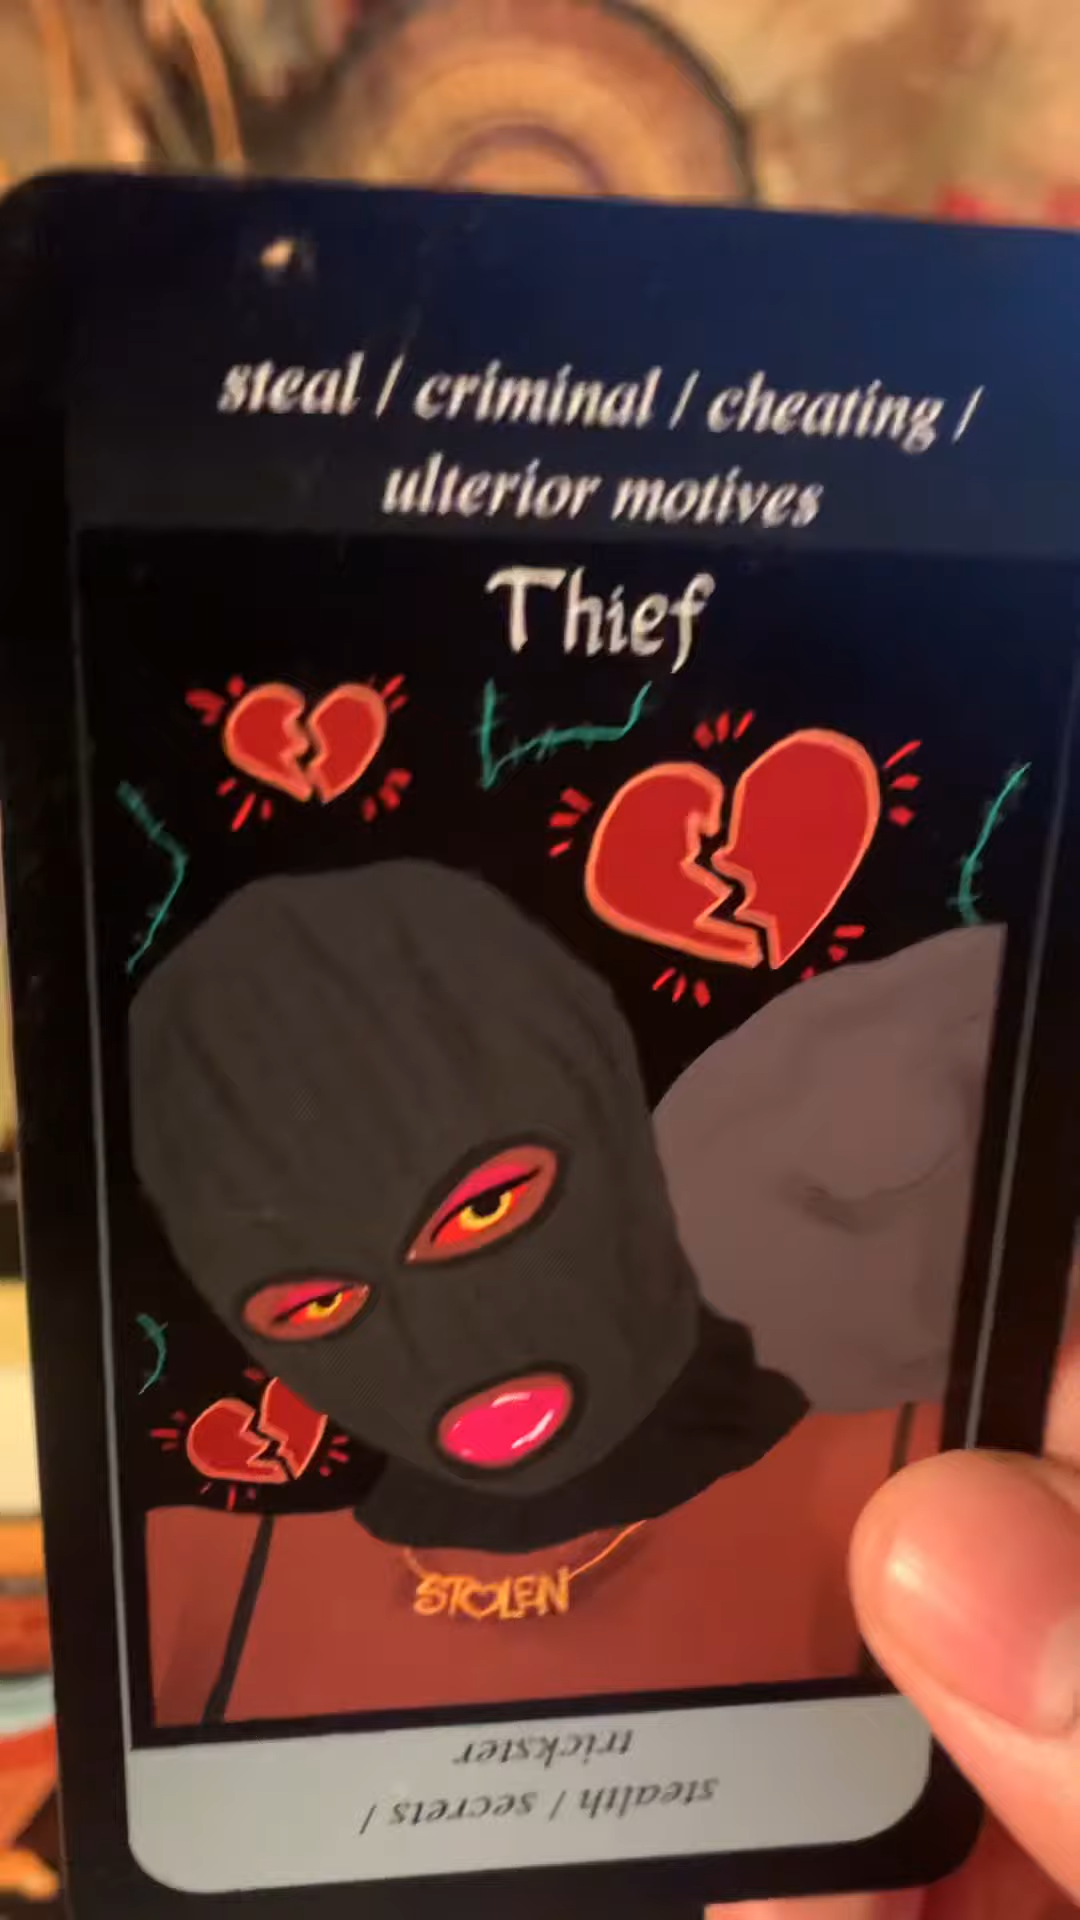 steal / criminal / cheating /
ulterior motives
Thief
STOLEN
stealth / secrets /
trickster